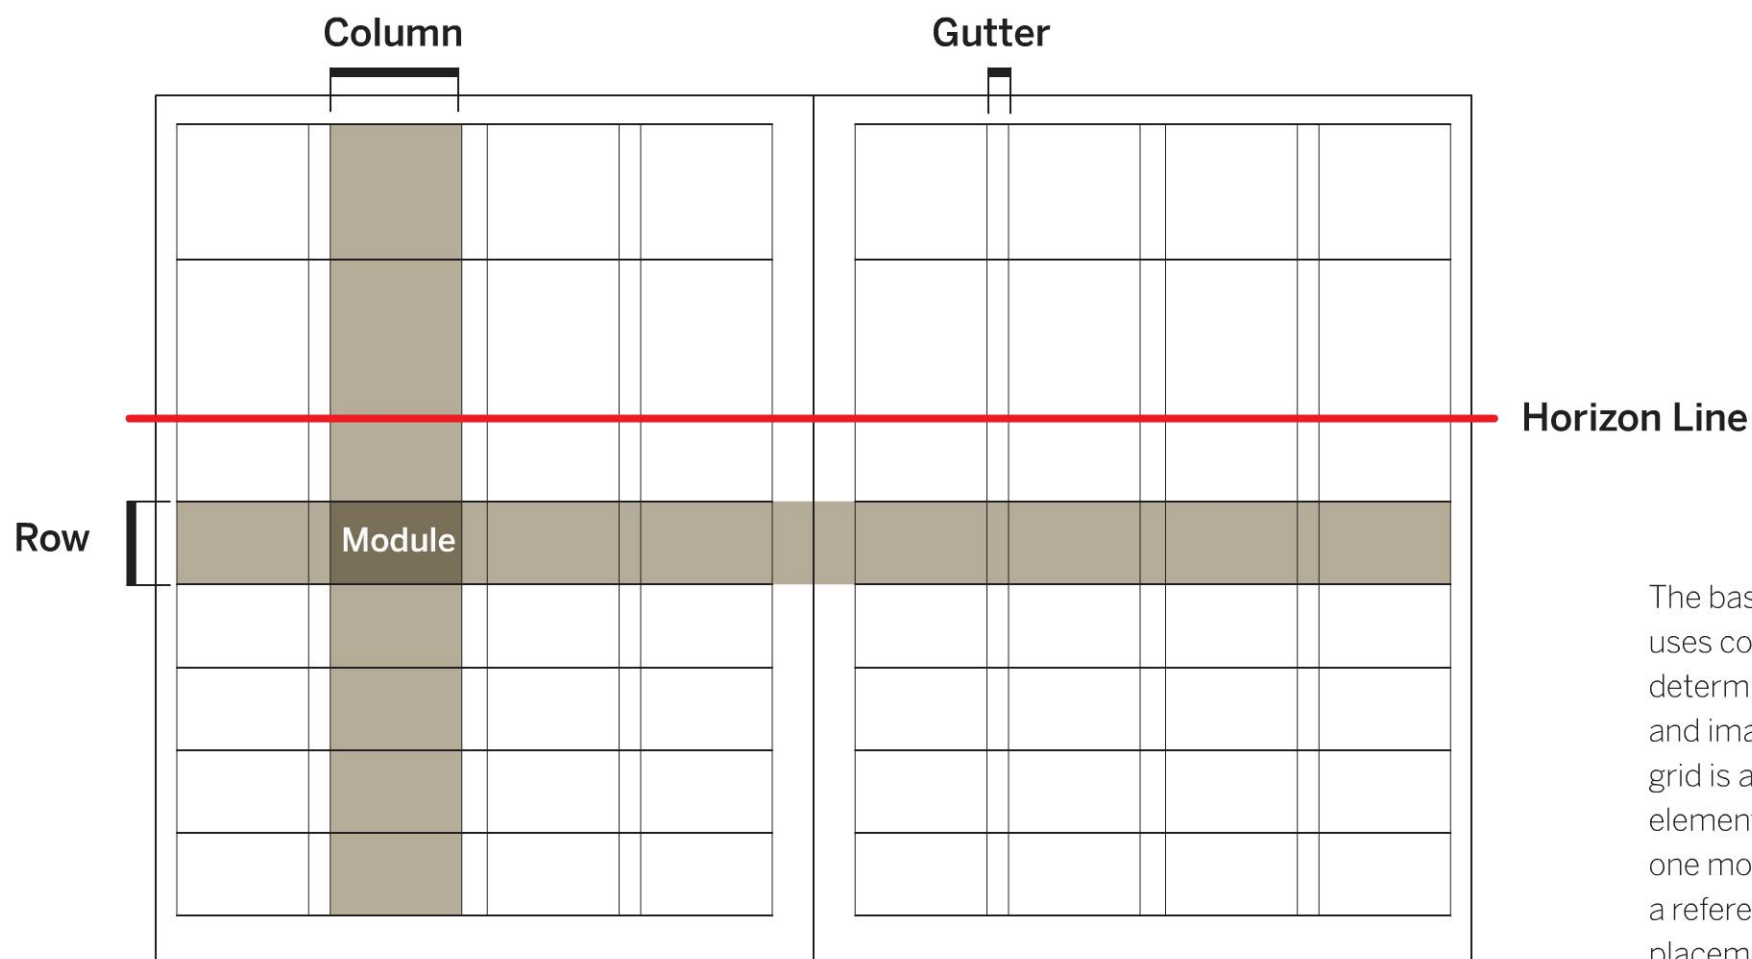 Column
Gutter
Horizon Line
Row
Module
The bas
uses co
determ
and ima
grid is a
element
one mo
a refere
placem